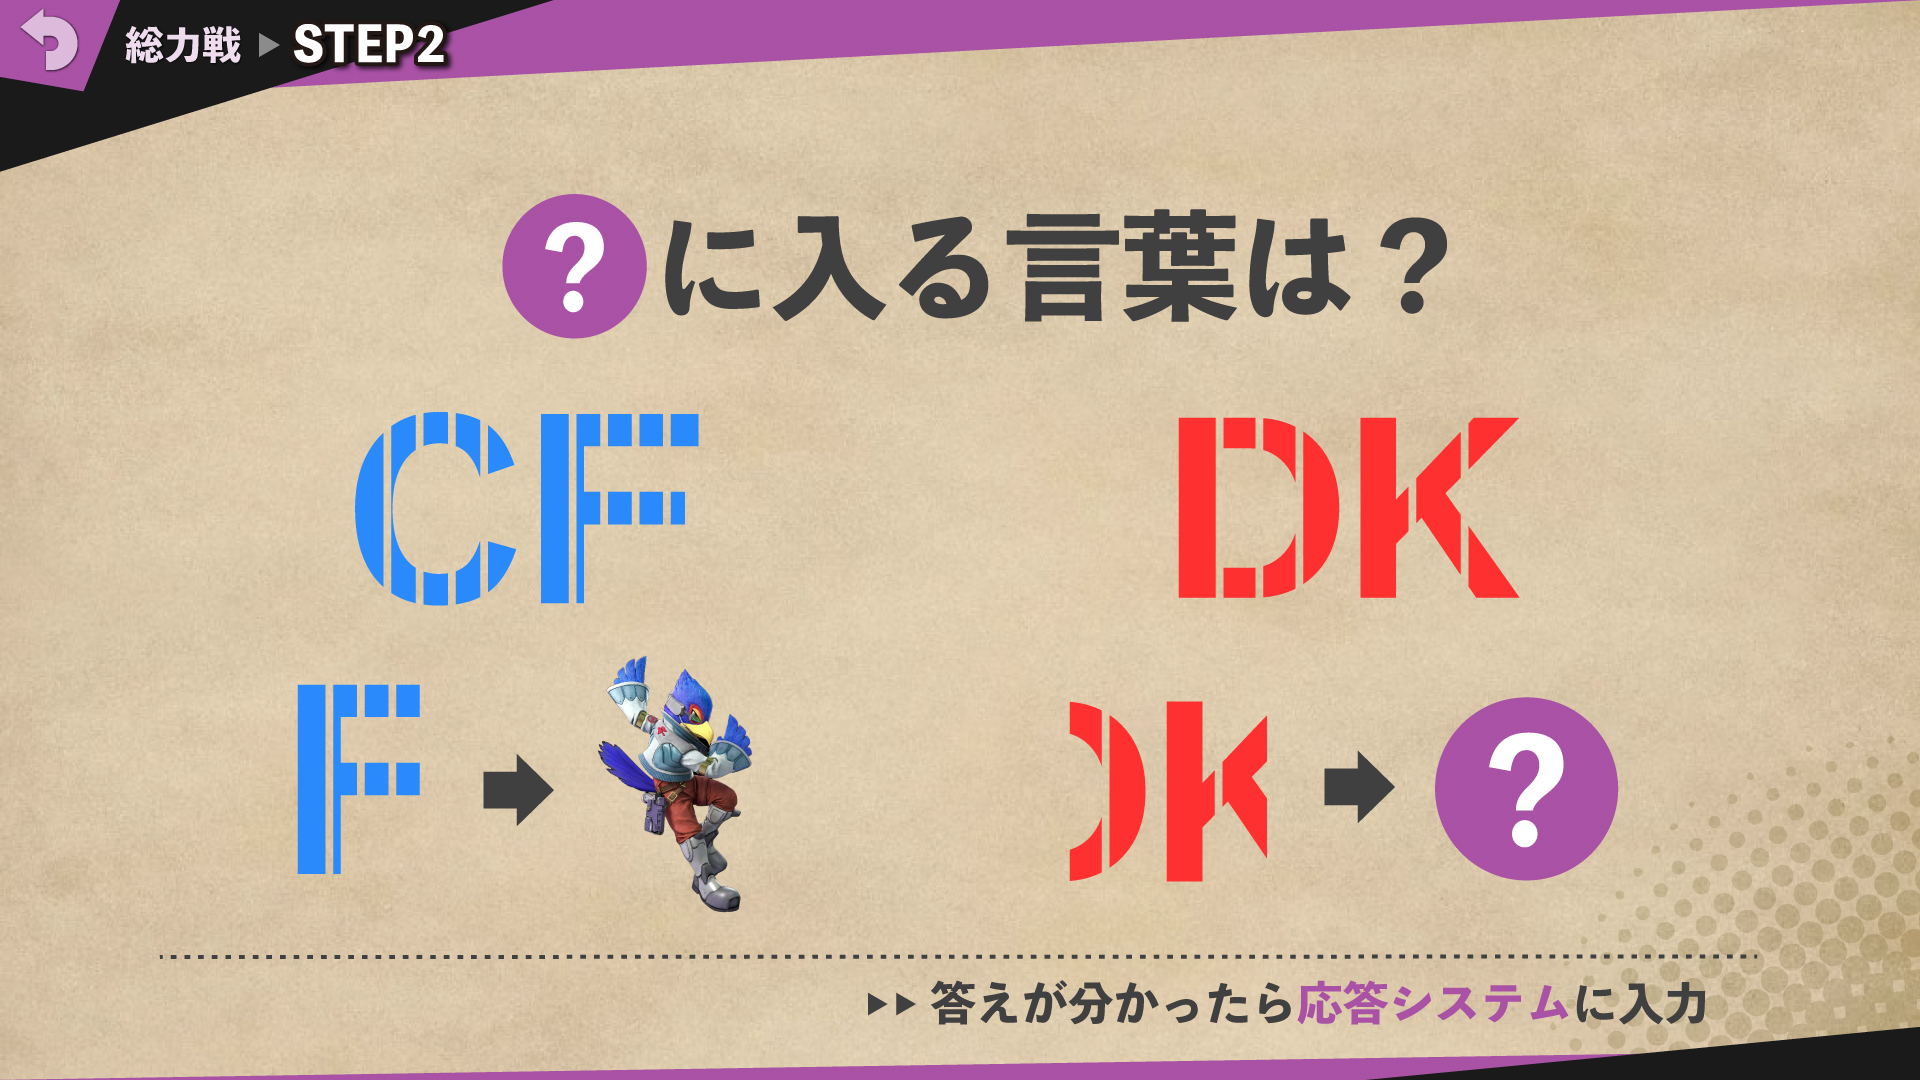 総力戦 ▶ STEP2
?に入る言葉は？
CF DK
F → DK → ?
▶▶ 答えが分かったら応答システムに入力